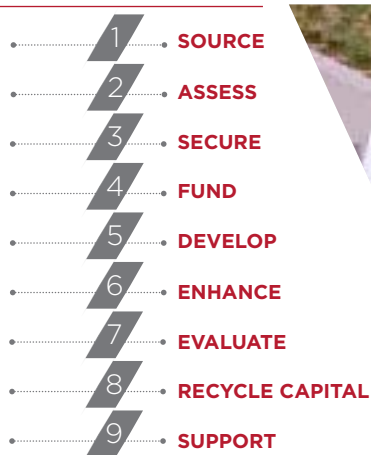 1 SOURCE
2 ASSESS
3 SECURE
4 FUND
5 DEVELOP
6 ENHANCE
7 EVALUATE
8 RECYCLE CAPITAL
9 SUPPORT